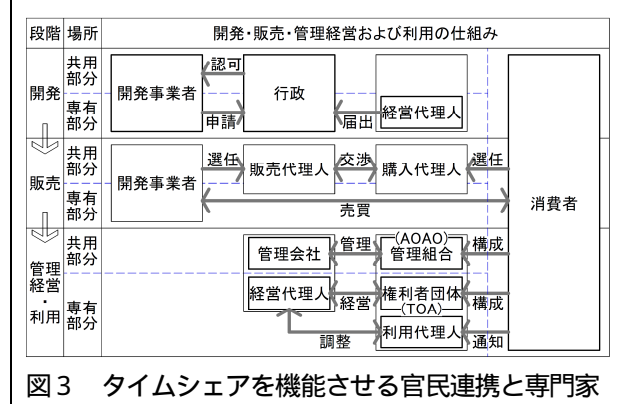 段階 場所 開発・販売・管理経営および利用の仕組み
開発
共用
部分
専有
部分
開発事業者
認可
申請
行政
届出
経営代理人
販売
共用
部分
専有
部分
開発事業者
選任
販売代理人
交渉
購入代理人
選任
売買
消費者
管理
経営
・
利用
共用
部分
専有
部分
管理会社
管理
(AOAO)
管理組合
構成
経営代理人
経営
権利者団体
(TOA)
構成
調整
利用代理人
通知
図3 タイムシェアを機能させる官民連携と専門家